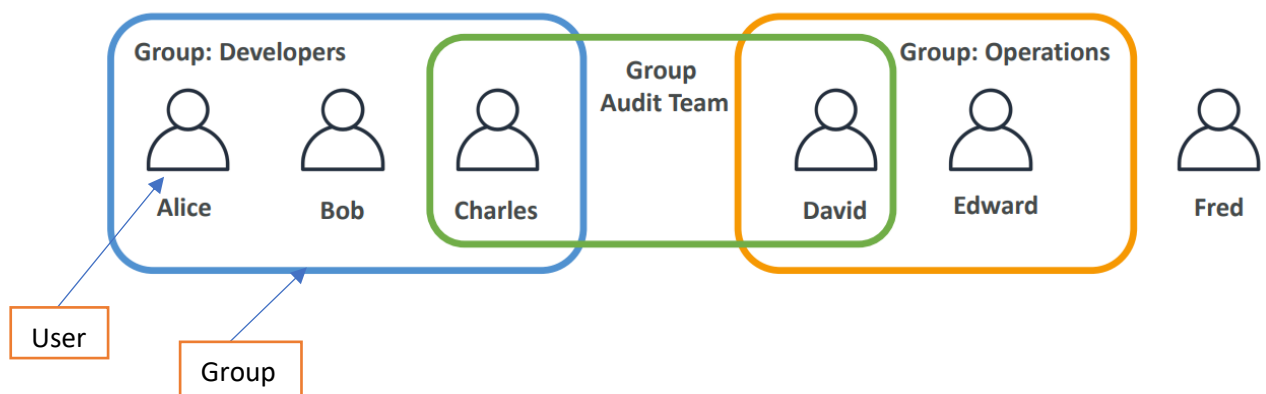 Group: Developers
Group
Audit Team
Group: Operations
Alice
Bob
Charles
David
Edward
Fred
User
Group